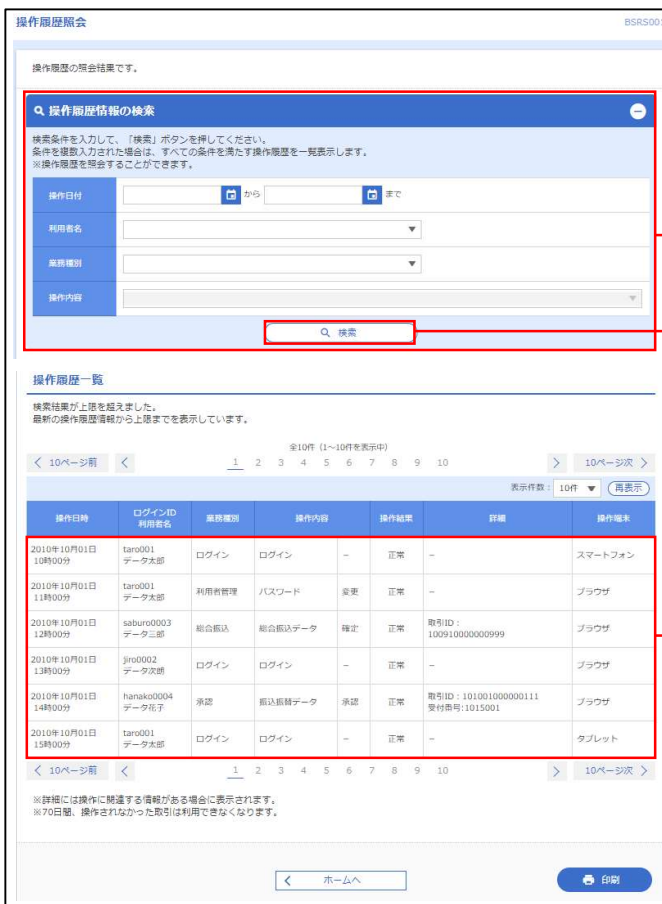 操作履歴照会 BSRS001
操作履歴の照会結果です。
操作履歴情報の検索
検索条件を入力して、「検索」ボタンを押してください。
条件を複数入力された場合は、すべての条件を満たす操作履歴を一覧表示します。
※操作履歴を照会することができます。
操作日付 から まで
利用者名
業務種別
操作内容
検索
操作履歴一覧
検索結果が上限を超えました。
最新の操作履歴情報から上限までを表示しています。
全10件（1～10件を表示中）
10ページ前 1 2 3 4 5 6 7 8 9 10 10ページ次
表示件数： 10件 再表示
操作日時 ログインID 利用者名 業務種別 操作内容 操作結果 詳細 操作端末
2010年10月01日 10時00分 taro001 データ太郎 ログイン ログイン － 正常 － スマートフォン
2010年10月01日 11時00分 taro001 データ太郎 利用者管理 パスワード 変更 正常 － ブラウザ
2010年10月01日 12時00分 saburo0003 データ三郎 総合振込 総合振込データ 確定 正常 取引ID： 100910000000999 ブラウザ
2010年10月01日 13時00分 jiro0002 データ次朗 ログイン ログイン － 正常 － ブラウザ
2010年10月01日 14時00分 hanako0004 データ花子 承認 振込振替データ 承認 正常 取引ID：101001000000111 受付番号:1015001 ブラウザ
2010年10月01日 15時00分 taro001 データ太郎 ログイン ログイン － 正常 － タブレット
10ページ前 1 2 3 4 5 6 7 8 9 10 10ページ次
※詳細には操作に関連する情報がある場合に表示されます。
※70日間、操作されなかった取引は利用できなくなります。
ホームへ 印刷